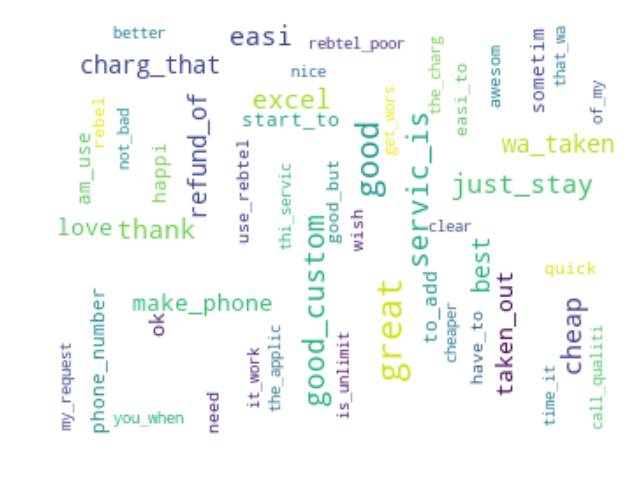 better
easi
rebtel_poor
charg_that
nice
excel
start_to
get_wors
the_charg
easi_to
awesom
sometim
that_wa
of_my
rebel
not_bad
am_use
happi
refund_of
use_rebtel
thi_servic
good_but
wish
good
servic_is
wa_taken
just_stay
love
thank
clear
best
quick
make_phone
ok
phone_number
my_request
you_when
need
it_work
the_applic
good_custom
is_unlimit
great
to_add
cheaper
have_to
taken_out
cheap
time_it
call_qualiti